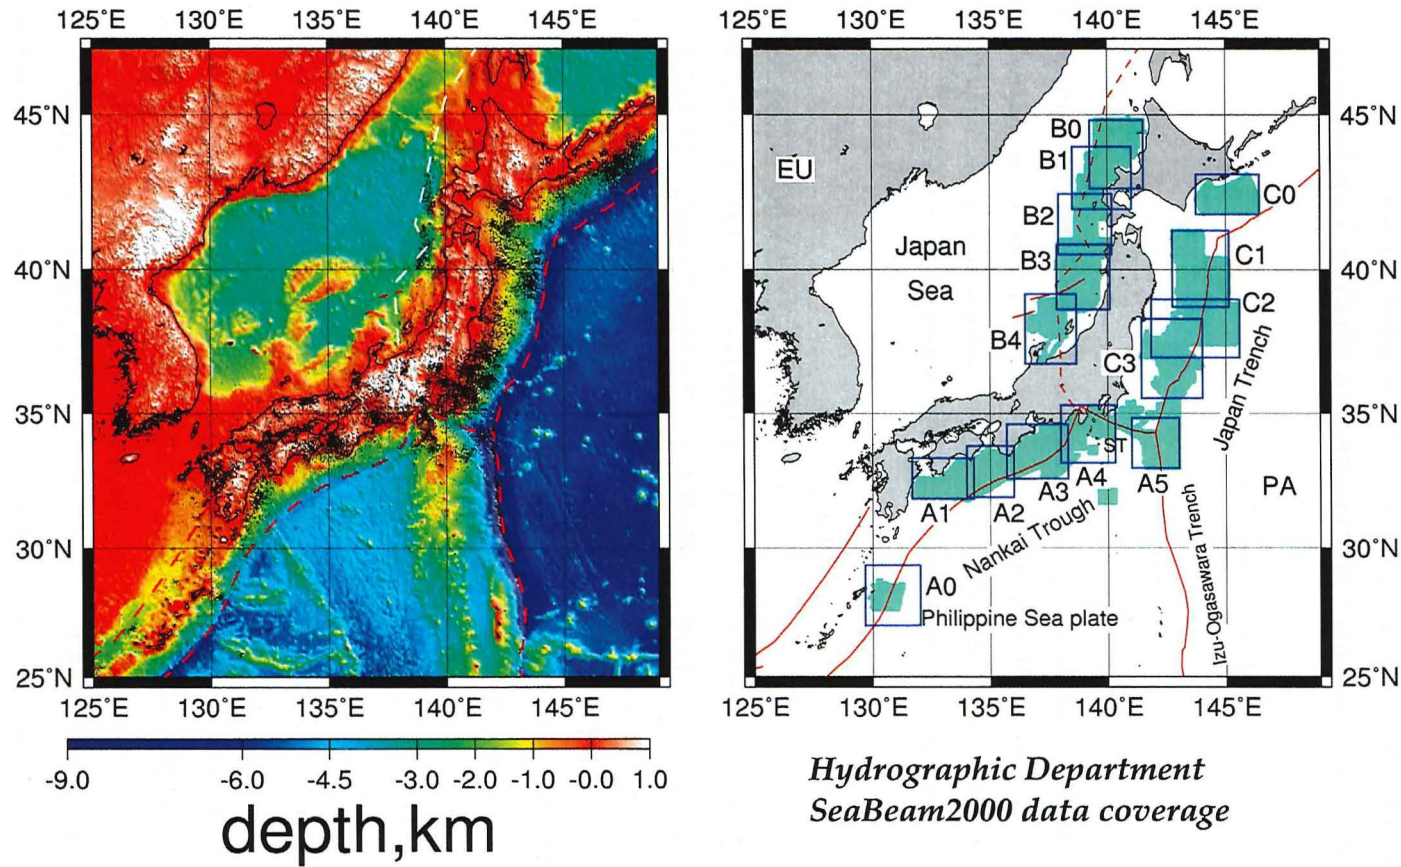 125°E 130°E 135°E 140°E 145°E
45°N
40°N
35°N
30°N
25°N
125°E 130°E 135°E 140°E 145°E
-9.0 -6.0 -4.5 -3.0 -2.0 -1.0 -0.0 1.0
depth,km
125°E 130°E 135°E 140°E 145°E
45°N
40°N
35°N
30°N
25°N
125°E 130°E 135°E 140°E 145°E
EU
Japan
Sea
B0
B1
B2
B3
B4
C0
C1
C2
C3
Japan Trench
ST
A0
A1
A2
A3
A4
A5
PA
Nankai Trough
Philippine Sea plate
Izu-Ogasawara Trench
Hydrographic Department
SeaBeam2000 data coverage